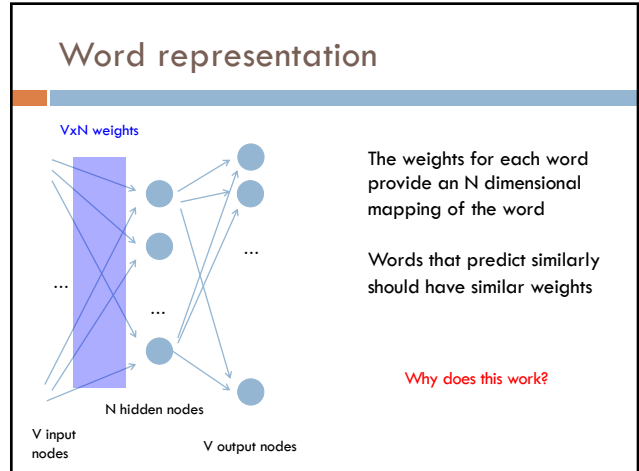 Word representation
VxN weights
...
...
...
N hidden nodes
V input
nodes
V output nodes
The weights for each word
provide an N dimensional
mapping of the word
Words that predict similarly
should have similar weights
Why does this work?